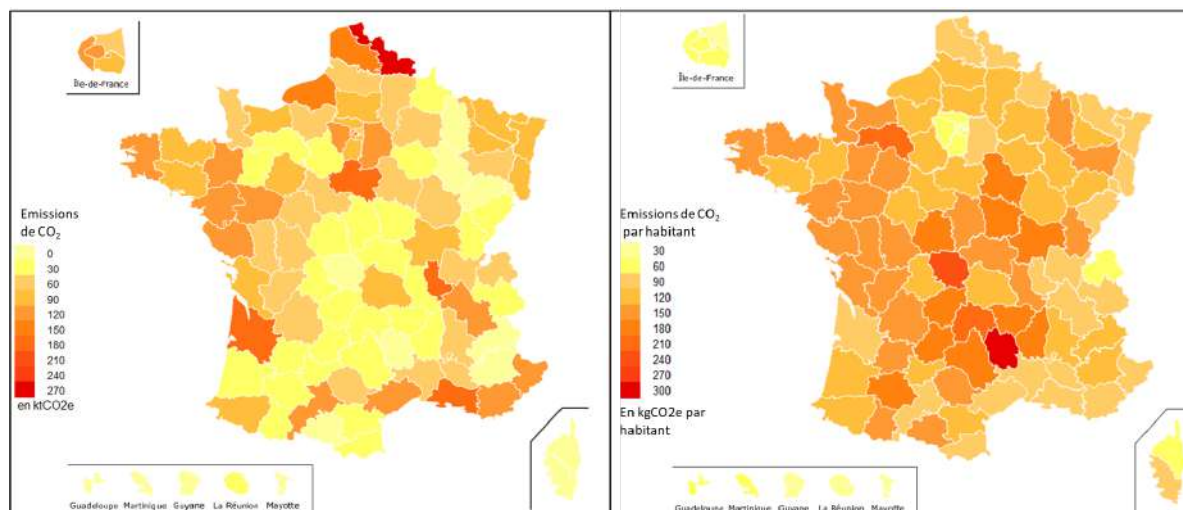 Île-de-France
Emissions
de CO₂
0
30
60
90
120
150
180
210
240
270
en ktCO2e
Guadeloupe Martinique Guyane La Réunion Mayotte
Île-de-France
Emissions de CO₂
par habitant
30
60
90
120
150
180
210
240
270
300
En kgCO2e par
habitant
Guadeloupe Martinique Guyane La Réunion Mayotte